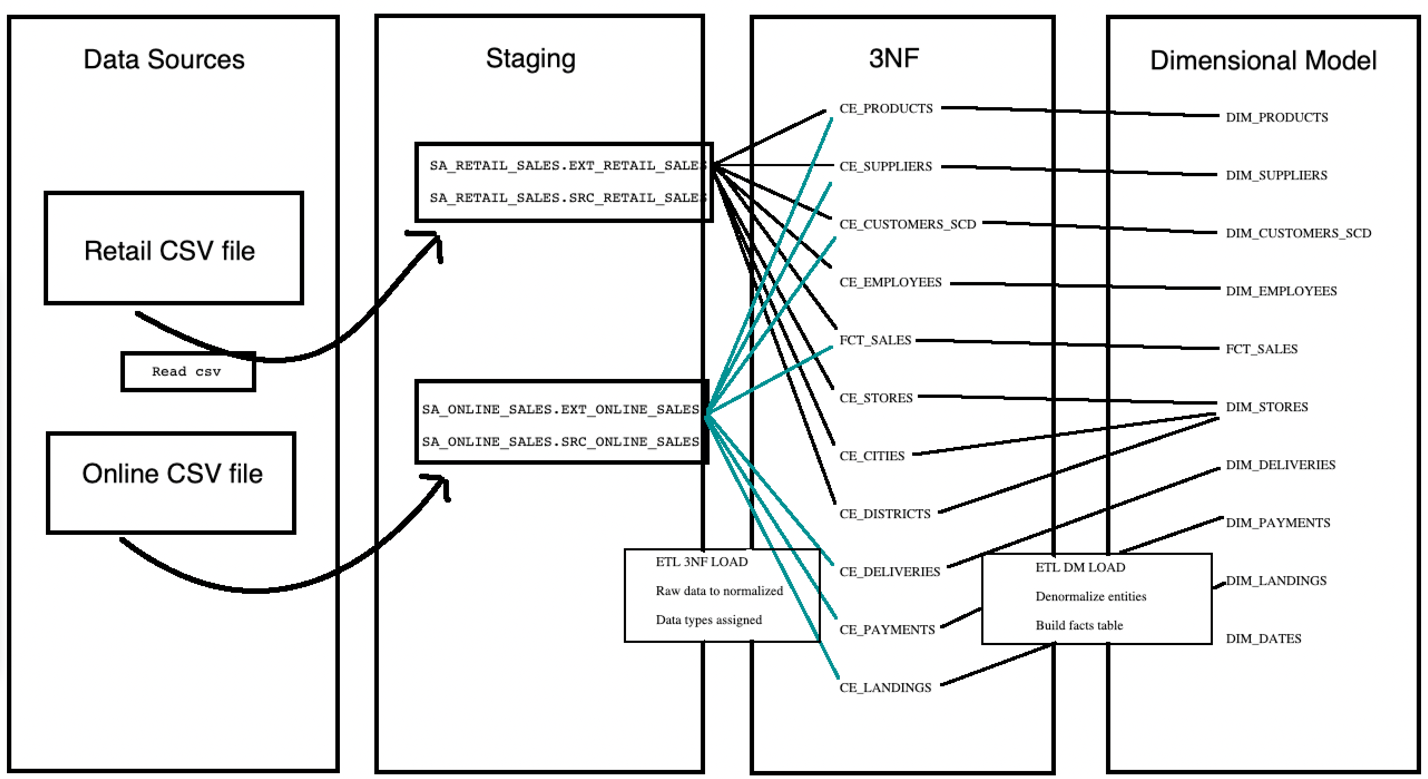 Data Sources
Retail CSV file
Read csv
Online CSV file
Staging
SA_RETAIL_SALES.EXT_RETAIL_SALES
SA_RETAIL_SALES.SRC_RETAIL_SALES
SA_ONLINE_SALES.EXT_ONLINE_SALES
SA_ONLINE_SALES.SRC_ONLINE_SALES
ETL 3NF LOAD
Raw data to normalized
Data types assigned
3NF
CE_PRODUCTS
CE_SUPPLIERS
CE_CUSTOMERS_SCD
CE_EMPLOYEES
FCT_SALES
CE_STORES
CE_CITIES
CE_DISTRICTS
CE_DELIVERIES
CE_PAYMENTS
CE_LANDINGS
ETL DM LOAD
Denormalize entities
Build facts table
Dimensional Model
DIM_PRODUCTS
DIM_SUPPLIERS
DIM_CUSTOMERS_SCD
DIM_EMPLOYEES
FCT_SALES
DIM_STORES
DIM_DELIVERIES
DIM_PAYMENTS
DIM_LANDINGS
DIM_DATES